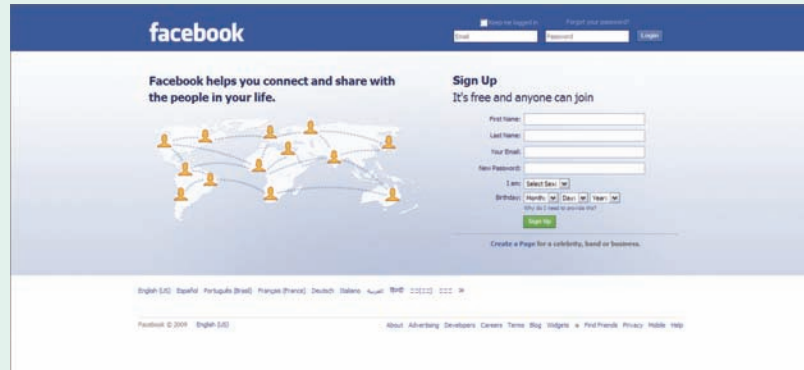 facebook
Keep me logged in Forgot your password?
Email Password Login
Facebook helps you connect and share with
the people in your life.
Sign Up
It's free and anyone can join
First Name:
Last Name:
Your Email:
New Password:
I am: Select Sex:
Birthday: Month: Day: Year:
Why do I need to provide this?
Sign Up
Create a Page for a celebrity, band or business.
English (US) Español Português (Brasil) Français (France) Deutsch Italiano العربية हिन्दी »
Facebook © 2009 English (US)
About Advertising Developers Careers Terms Blog Widgets Find Friends Privacy Mobile Help